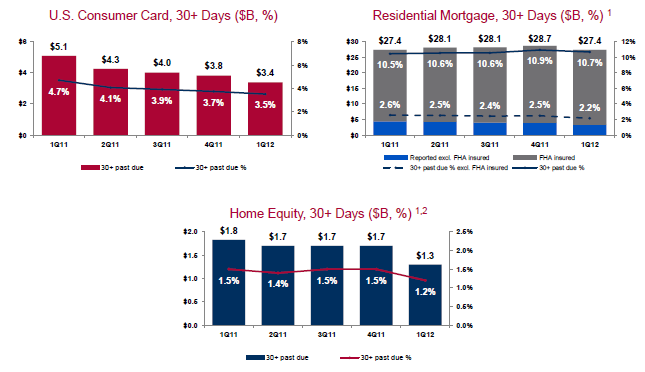 U.S. Consumer Card, 30+ Days ($B, %)
$6
$4
$2
$0
8%
6%
4%
2%
0%
$5.1
$4.3
$4.0
$3.8
$3.4
4.7%
4.1%
3.9%
3.7%
3.5%
1Q11
2Q11
3Q11
4Q11
1Q12
30+ past due
30+ past due %
Residential Mortgage, 30+ Days ($B, %) 1
$30
$25
$20
$15
$10
$5
$0
12%
10%
8%
6%
4%
2%
0%
$27.4
$28.1
$28.1
$28.7
$27.4
10.5%
10.6%
10.6%
10.9%
10.7%
2.6%
2.5%
2.4%
2.5%
2.2%
1Q11
2Q11
3Q11
4Q11
1Q12
Reported excl. FHA insured
FHA insured
30+ past due % excl. FHA insured
30+ past due %
Home Equity, 30+ Days ($B, %) 1,2
$2.0
$1.5
$1.0
$0.5
$0.0
2.5%
2.0%
1.5%
1.0%
0.5%
0.0%
$1.8
$1.7
$1.7
$1.7
$1.3
1.5%
1.4%
1.5%
1.5%
1.2%
1Q11
2Q11
3Q11
4Q11
1Q12
30+ past due
30+ past due %